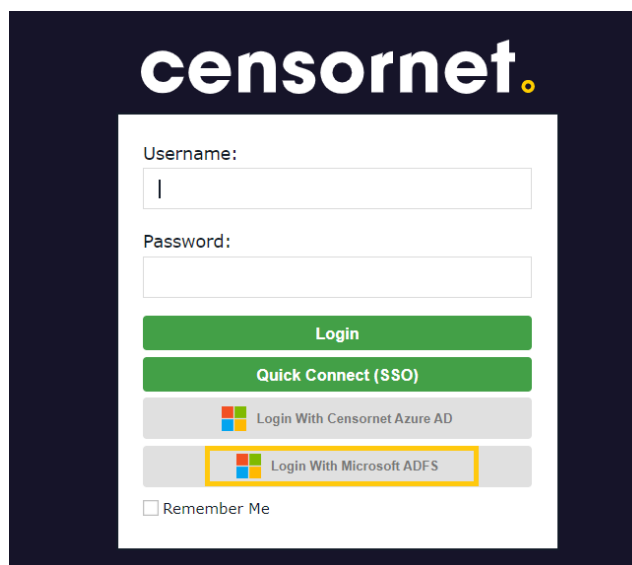 censornet.
Username:
Password:
Login
Quick Connect (SSO)
Login With Censornet Azure AD
Login With Microsoft ADFS
Remember Me